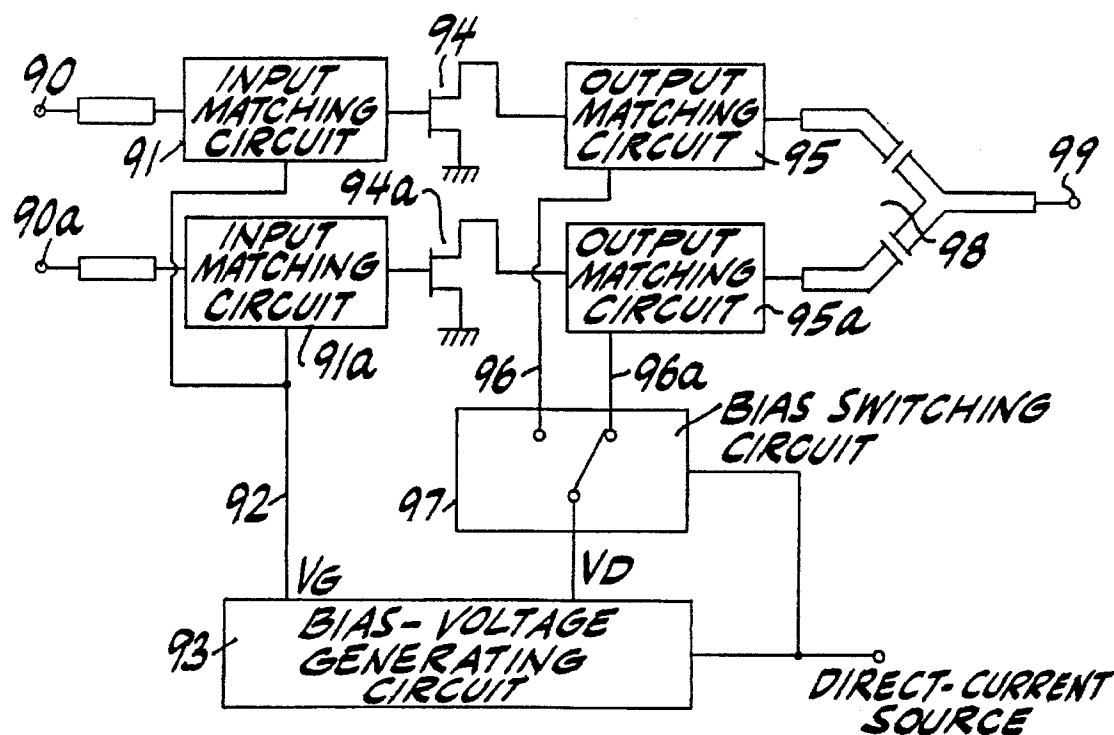 90
INPUT
MATCHING
CIRCUIT
91
94
OUTPUT
MATCHING
CIRCUIT
95
99
90a
INPUT
MATCHING
CIRCUIT
91a
94a
OUTPUT
MATCHING
CIRCUIT
95a
98
96
96a
BIAS SWITCHING
CIRCUIT
97
92
VG
VD
93
BIAS-VOLTAGE
GENERATING
CIRCUIT
DIRECT-CURRENT
SOURCE